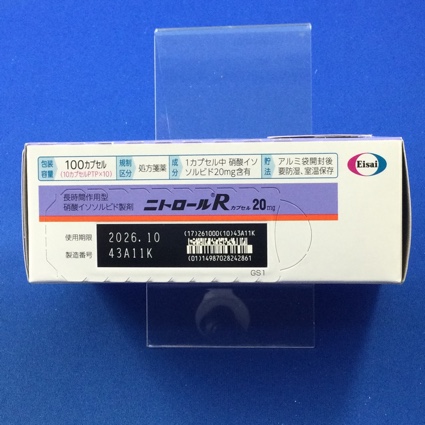 包装
容量
100カプセル
(10カプセルPTP×10)
規制
区分
処方箋薬
成
分
1カプセル中 硝酸イソ
ソルビド20mg含有
貯
法
アルミ袋開封後
要防湿、室温保存
Eisai
長時間作用型
硝酸イソソルビド製剤
ニトロールRカプセル 20mg
使用期限 2026.10
製造番号 43A11K
(17)261000(10)43A11K
(01)14987028242861
GS1